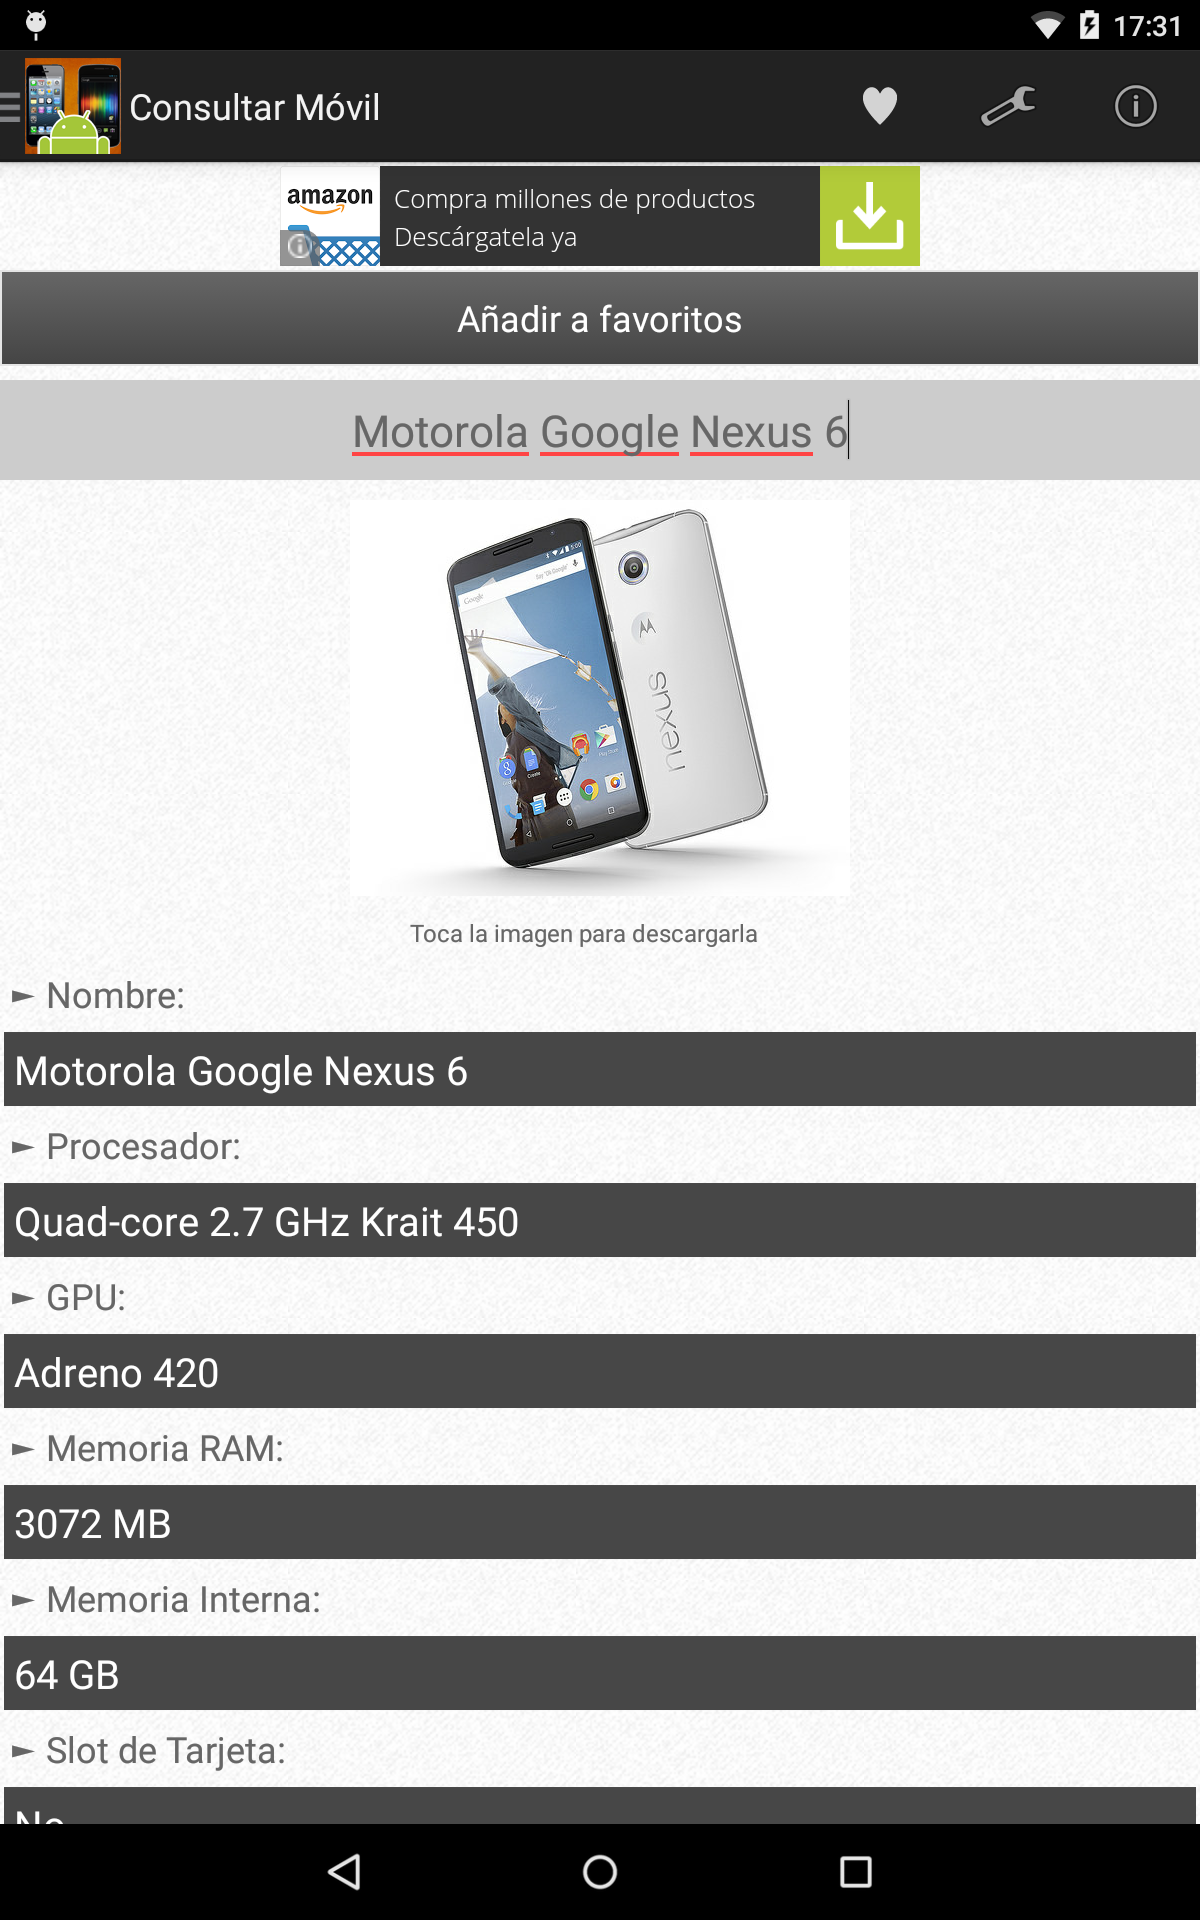 17:31
Consultar Móvil
amazon
Compra millones de productos
Descárgatela ya
Añadir a favoritos
Motorola Google Nexus 6
Google
nexus
Toca la imagen para descargarla
► Nombre:
Motorola Google Nexus 6
► Procesador:
Quad-core 2.7 GHz Krait 450
► GPU:
Adreno 420
► Memoria RAM:
3072 MB
► Memoria Interna:
64 GB
► Slot de Tarjeta:
No